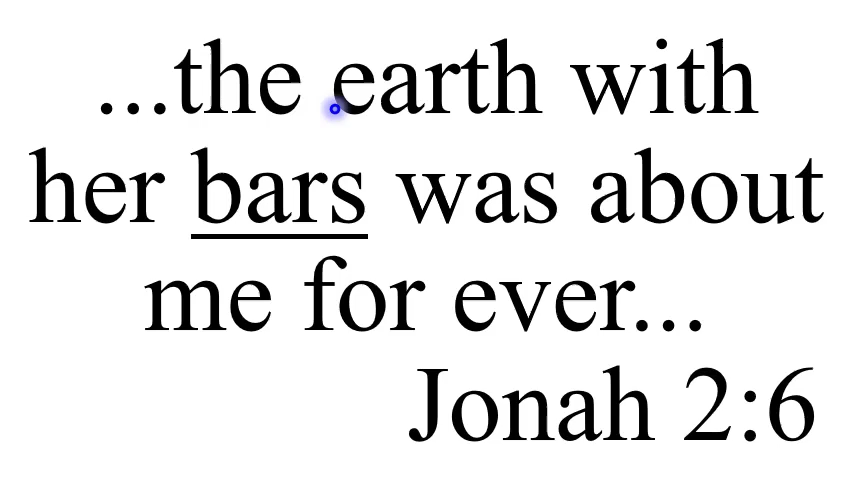 ...the earth with
her bars was about
me for ever...
Jonah 2:6